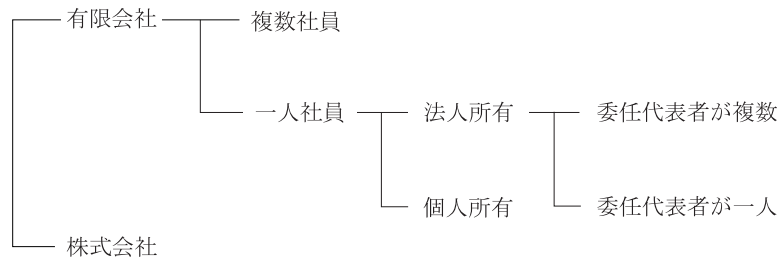 有限会社
複数社員
一人社員
法人所有
委任代表者が複数
個人所有
委任代表者が一人
株式会社